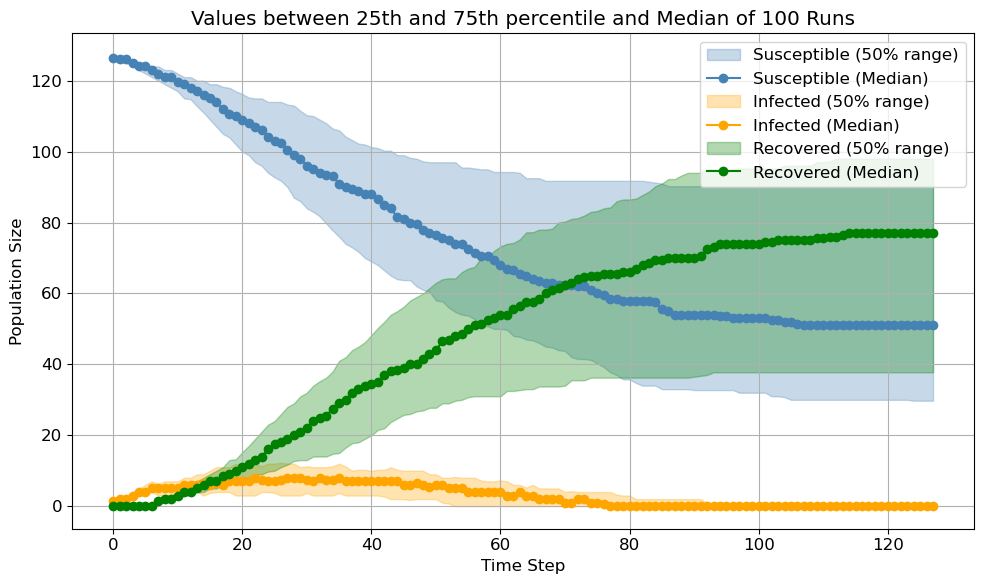 Values between 25th and 75th percentile and Median of 100 Runs
Susceptible (50% range)
Susceptible (Median)
Infected (50% range)
Infected (Median)
Recovered (50% range)
Recovered (Median)
Population Size
120
100
80
60
40
20
0
0 20 40 60 80 100 120
Time Step